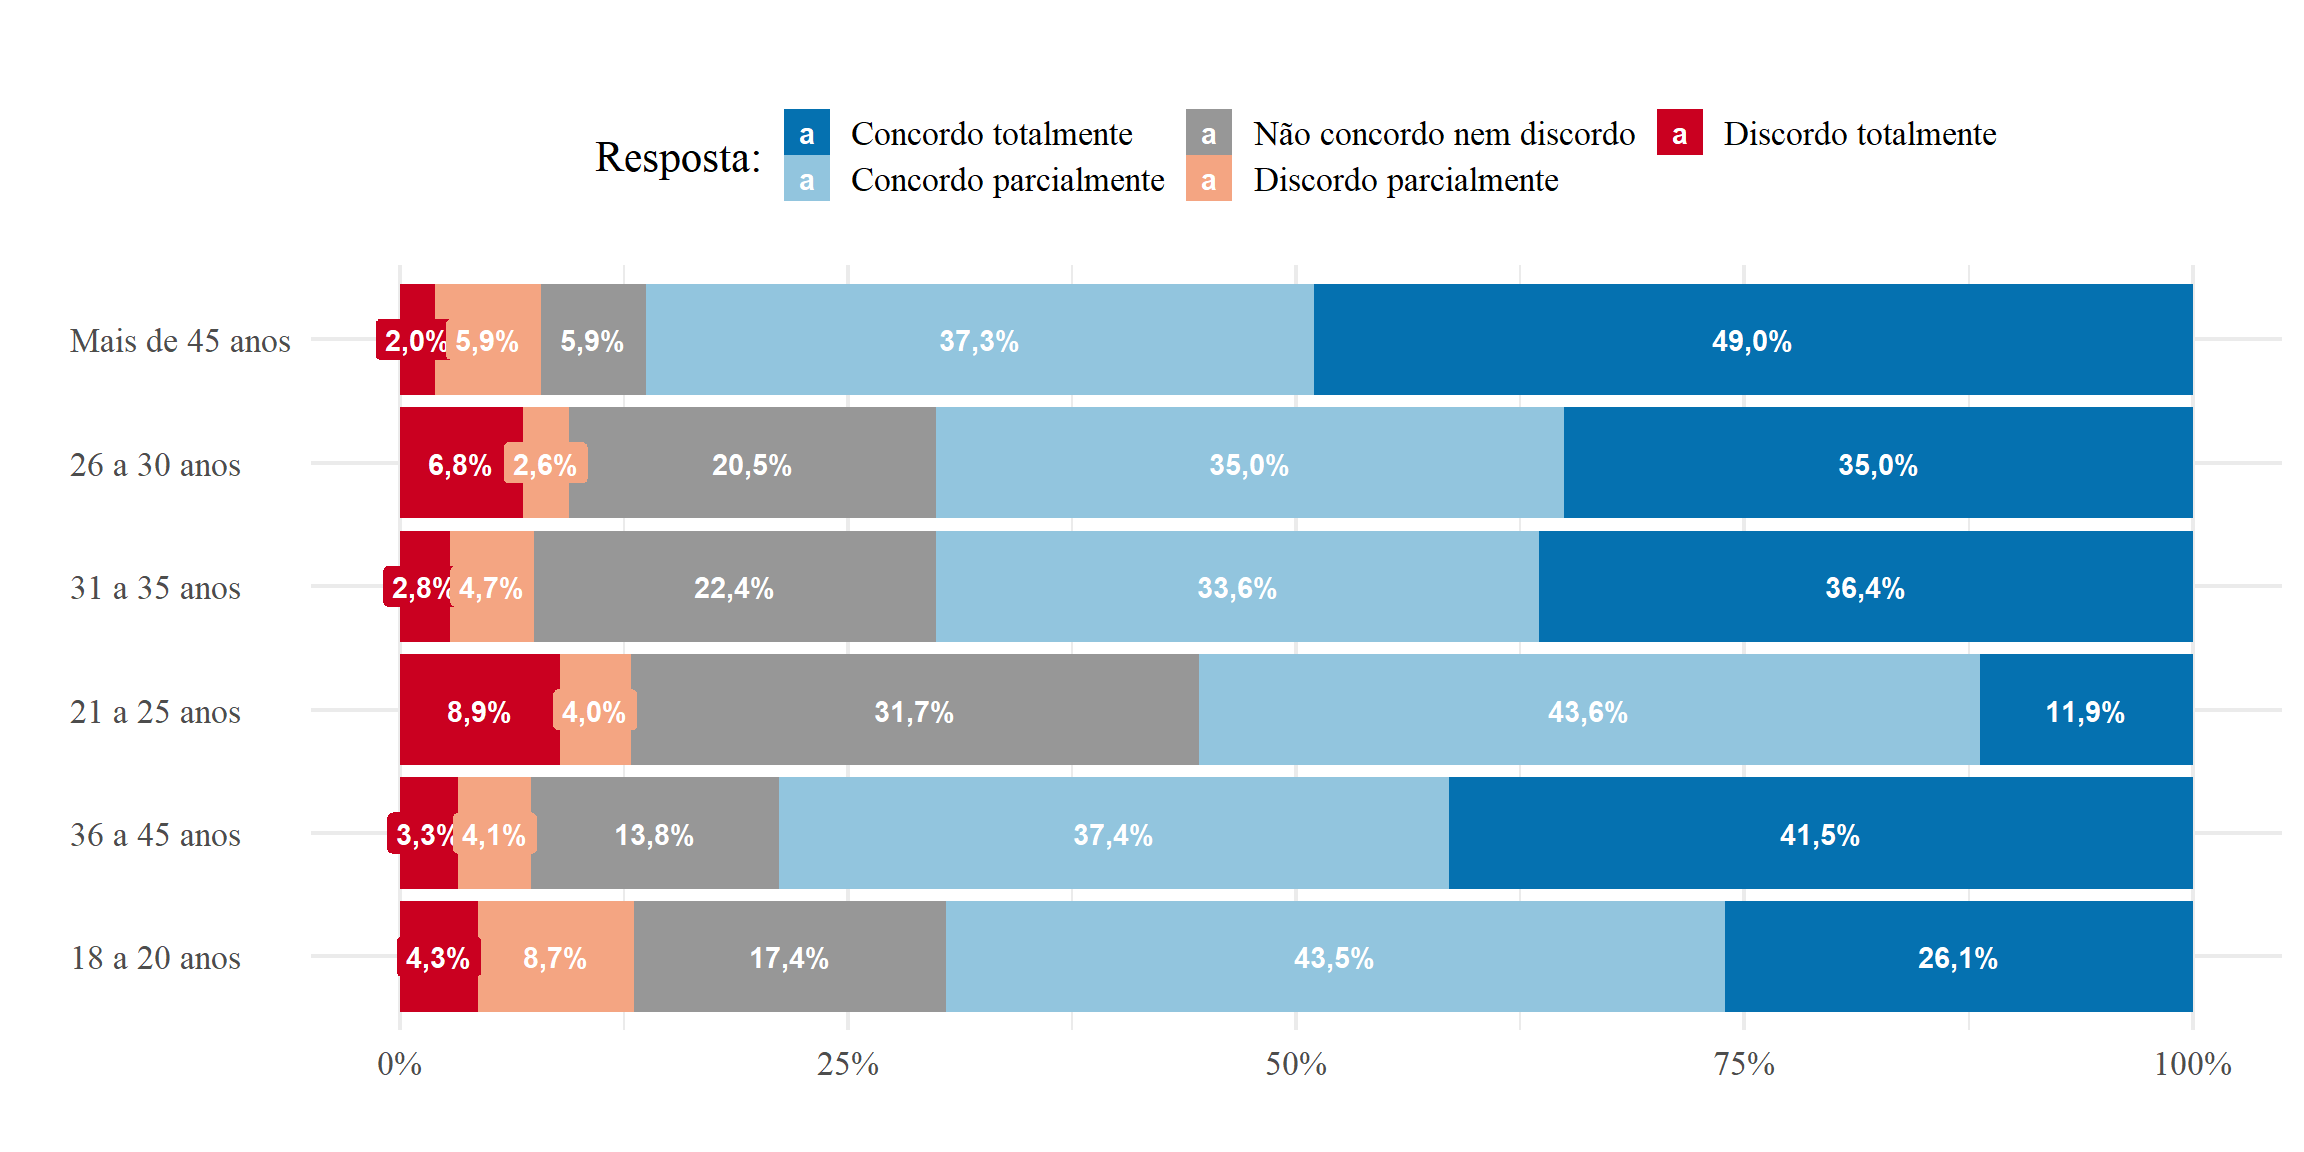 Resposta:
a Concordo totalmente a Não concordo nem discordo a Discordo totalmente
a Concordo parcialmente a Discordo parcialmente
Mais de 45 anos 2,0% 5,9% 5,9% 37,3% 49,0%
26 a 30 anos 6,8% 2,6% 20,5% 35,0% 35,0%
31 a 35 anos 2,8% 4,7% 22,4% 33,6% 36,4%
21 a 25 anos 8,9% 4,0% 31,7% 43,6% 11,9%
36 a 45 anos 3,3% 4,1% 13,8% 37,4% 41,5%
18 a 20 anos 4,3% 8,7% 17,4% 43,5% 26,1%
0% 25% 50% 75% 100%